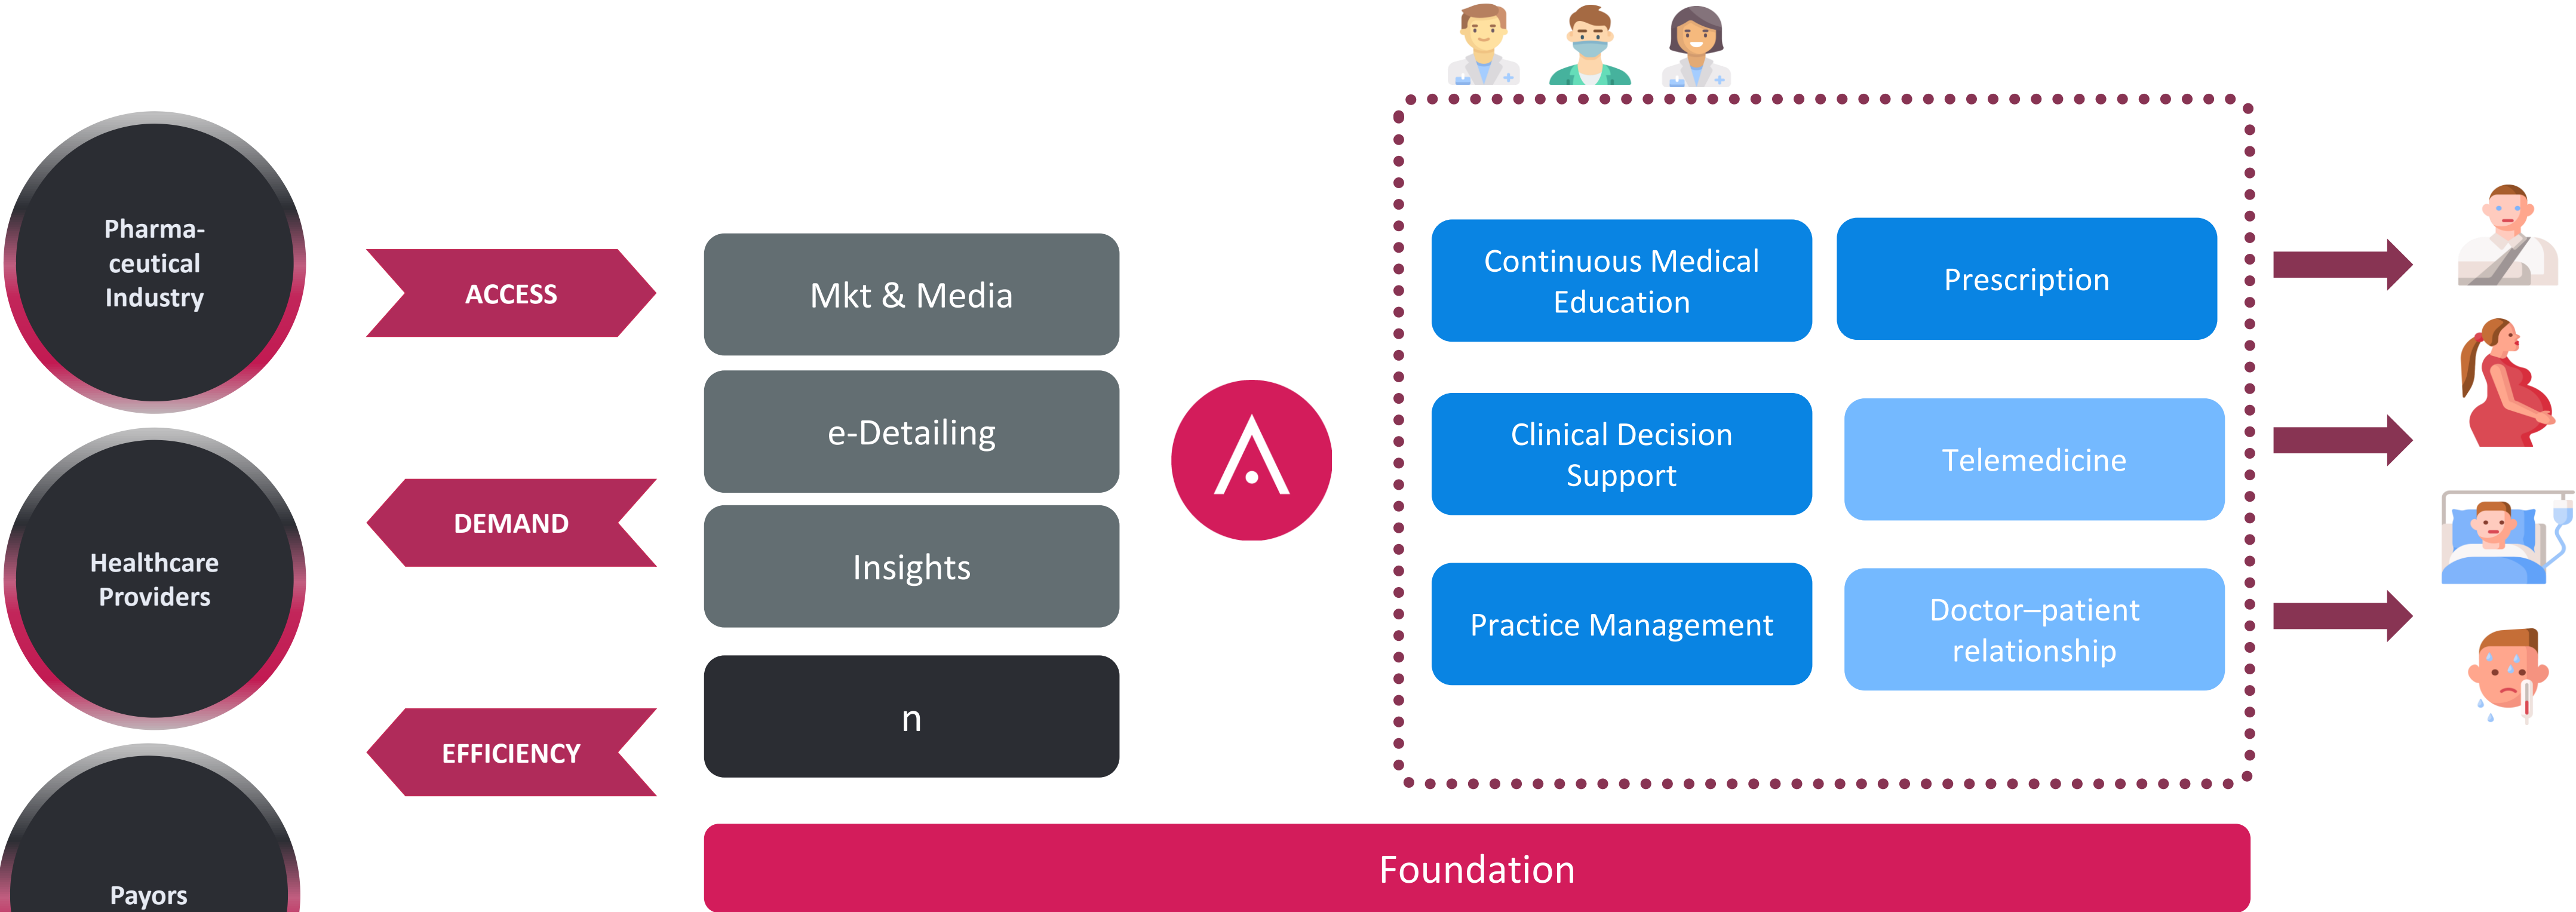 Pharma-
ceutical
Industry
Healthcare
Providers
Payors
ACCESS
DEMAND
EFFICIENCY
Mkt & Media
e-Detailing
Insights
n
Continuous Medical
Education
Prescription
Clinical Decision
Support
Telemedicine
Practice Management
Doctor–patient
relationship
Foundation